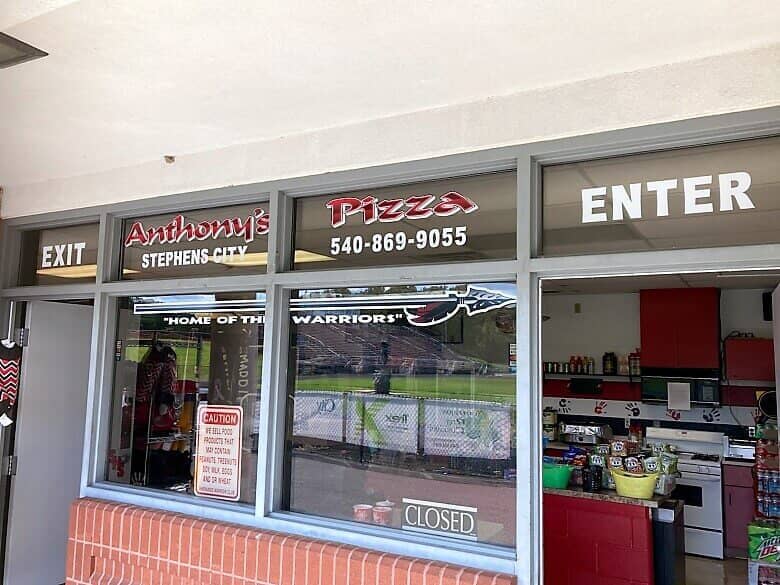 EXIT
Anthony's
STEPHENS CITY
Pizza
540-869-9055
ENTER
"HOME OF THE WARRIORS"
CAUTION
WE SELL FOOD
PRODUCTS THAT
MAY CONTAIN
PEANUTS, TREENUTS
SOY, MILK, EGGS
AND OR WHEAT
CLOSED